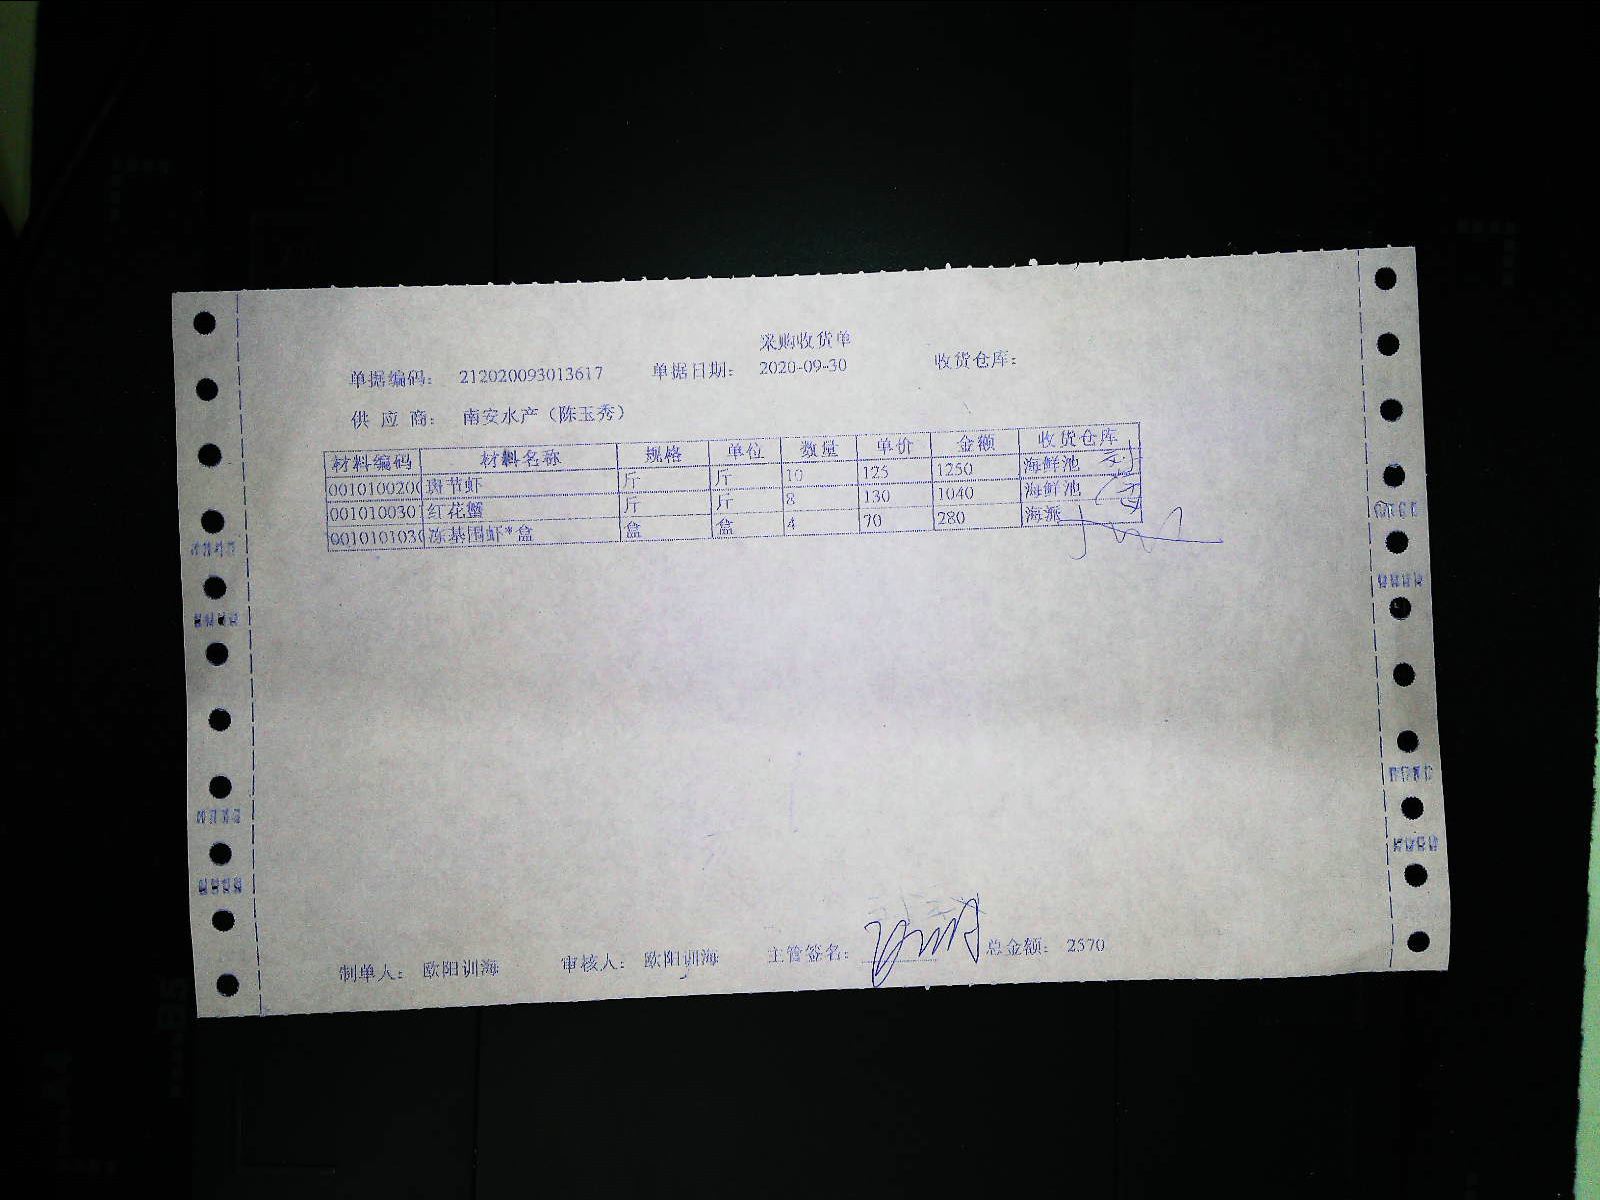 采购收货单
单据编码： 212020093013617 单据日期： 2020-09-30 收货仓库：
供 应 商： 南安水产（陈玉秀）
材料编码 材料名称 规格 单位 数量 单价 金额 收货仓库
001010020 斑节虾 斤 斤 10 125 1250 海鲜池
00101003 红花蟹 斤 斤 8 130 1040 海鲜池
00101010 冻基围虾*盒 盒 盒 4 70 280 海派
制单人： 欧阳训海 审核人： 欧阳训海 主管签名： 总金额： 2570